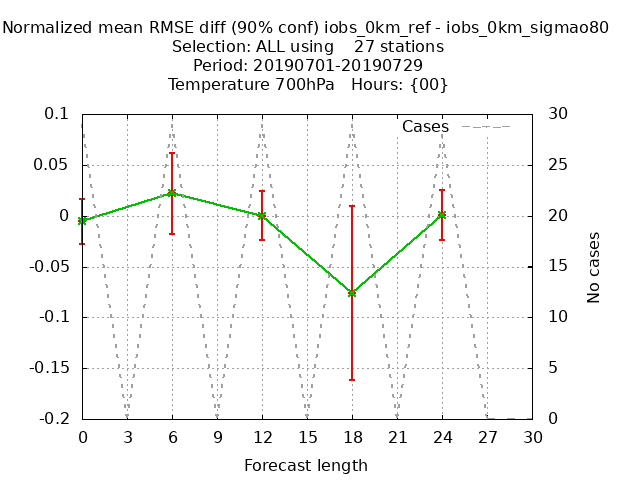 Normalized mean RMSE diff (90% conf) iobs_0km_ref - iobs_0km_sigmao80
Selection: ALL using    27 stations
Period: 20190701-20190729
Temperature 700hPa   Hours: {00}
Cases
0.1
0.05
0
-0.05
-0.1
-0.15
-0.2
30
25
20
15
10
5
0
No cases
0 3 6 9 12 15 18 21 24 27 30
Forecast length